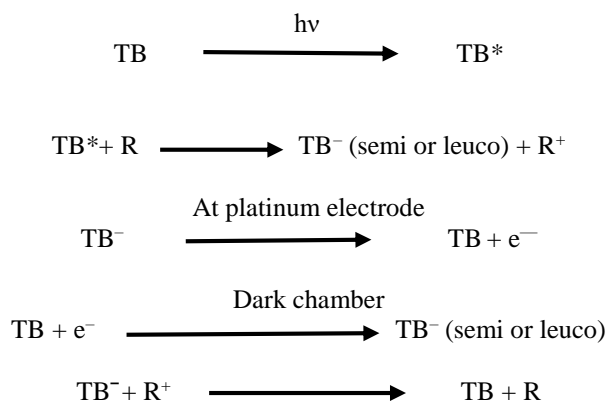 hν
TB TB*
TB*+ R TB⁻ (semi or leuco) + R⁺
At platinum electrode
TB⁻ TB + e⁻
Dark chamber
TB + e⁻ TB⁻ (semi or leuco)
TB⁻+ R⁺ TB + R